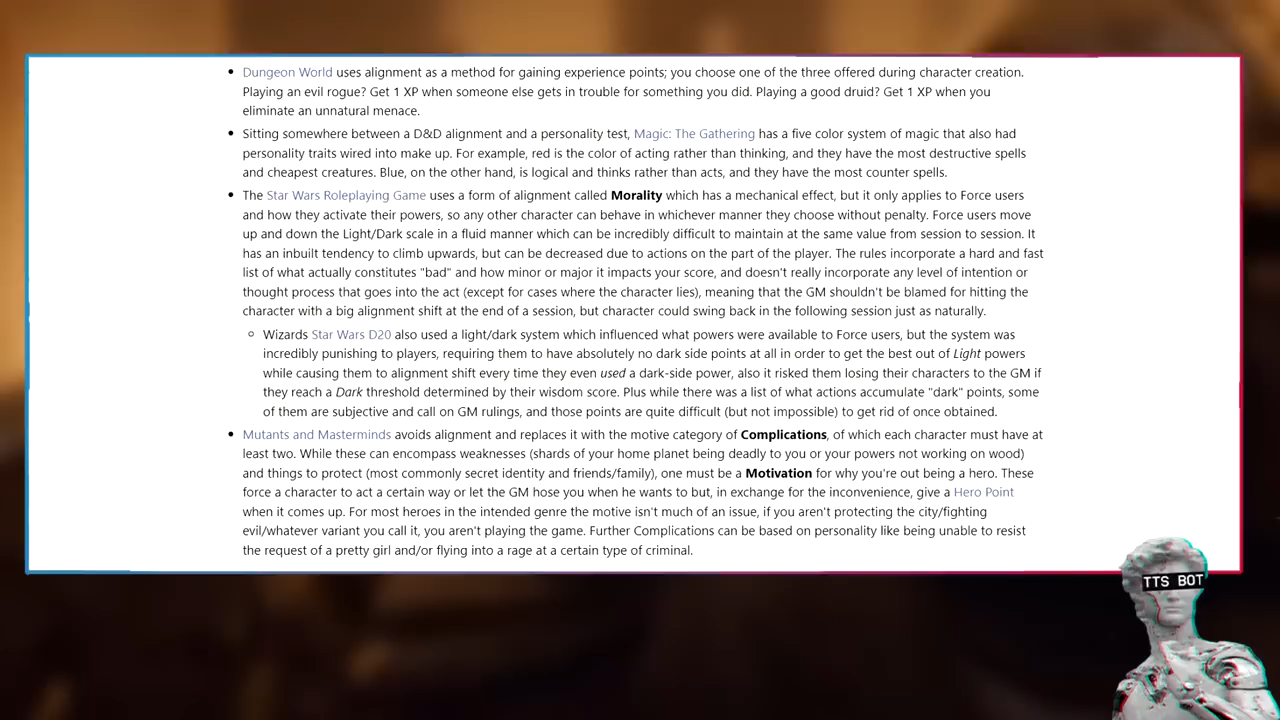 Dungeon World uses alignment as a method for gaining experience points; you choose one of the three offered during character creation.
Playing an evil rogue? Get 1 XP when someone else gets in trouble for something you did. Playing a good druid? Get 1 XP when you
eliminate an unnatural menace.
Sitting somewhere between a D&D alignment and a personality test, Magic: The Gathering has a five color system of magic that also had
personality traits wired into make up. For example, red is the color of acting rather than thinking, and they have the most destructive spells
and cheapest creatures. Blue, on the other hand, is logical and thinks rather than acts, and they have the most counter spells.
The Star Wars Roleplaying Game uses a form of alignment called Morality which has a mechanical effect, but it only applies to Force users
and how they activate their powers, so any other character can behave in whichever manner they choose without penalty. Force users move
up and down the Light/Dark scale in a fluid manner which can be incredibly difficult to maintain at the same value from session to session. It
has an inbuilt tendency to climb upwards, but can be decreased due to actions on the part of the player. The rules incorporate a hard and fast
list of what actually constitutes "bad" and how minor or major it impacts your score, and doesn't really incorporate any level of intention or
thought process that goes into the act (except for cases where the character lies), meaning that the GM shouldn't be blamed for hitting the
character with a big alignment shift at the end of a session, but character could swing back in the following session just as naturally.
Wizards Star Wars D20 also used a light/dark system which influenced what powers were available to Force users, but the system was
incredibly punishing to players, requiring them to have absolutely no dark side points at all in order to get the best out of Light powers
while causing them to alignment shift every time they even used a dark-side power, also it risked them losing their characters to the GM if
they reach a Dark threshold determined by their wisdom score. Plus while there was a list of what actions accumulate "dark" points, some
of them are subjective and call on GM rulings, and those points are quite difficult (but not impossible) to get rid of once obtained.
Mutants and Masterminds avoids alignment and replaces it with the motive category of Complications, of which each character must have at
least two. While these can encompass weaknesses (shards of your home planet being deadly to you or your powers not working on wood)
and things to protect (most commonly secret identity and friends/family), one must be a Motivation for why you're out being a hero. These
force a character to act a certain way or let the GM hose you when he wants to but, in exchange for the inconvenience, give a Hero Point
when it comes up. For most heroes in the intended genre the motive isn't much of an issue, if you aren't protecting the city/fighting
evil/whatever variant you call it, you aren't playing the game. Further Complications can be based on personality like being unable to resist
the request of a pretty girl and/or flying into a rage at a certain type of criminal.
TTS BOT